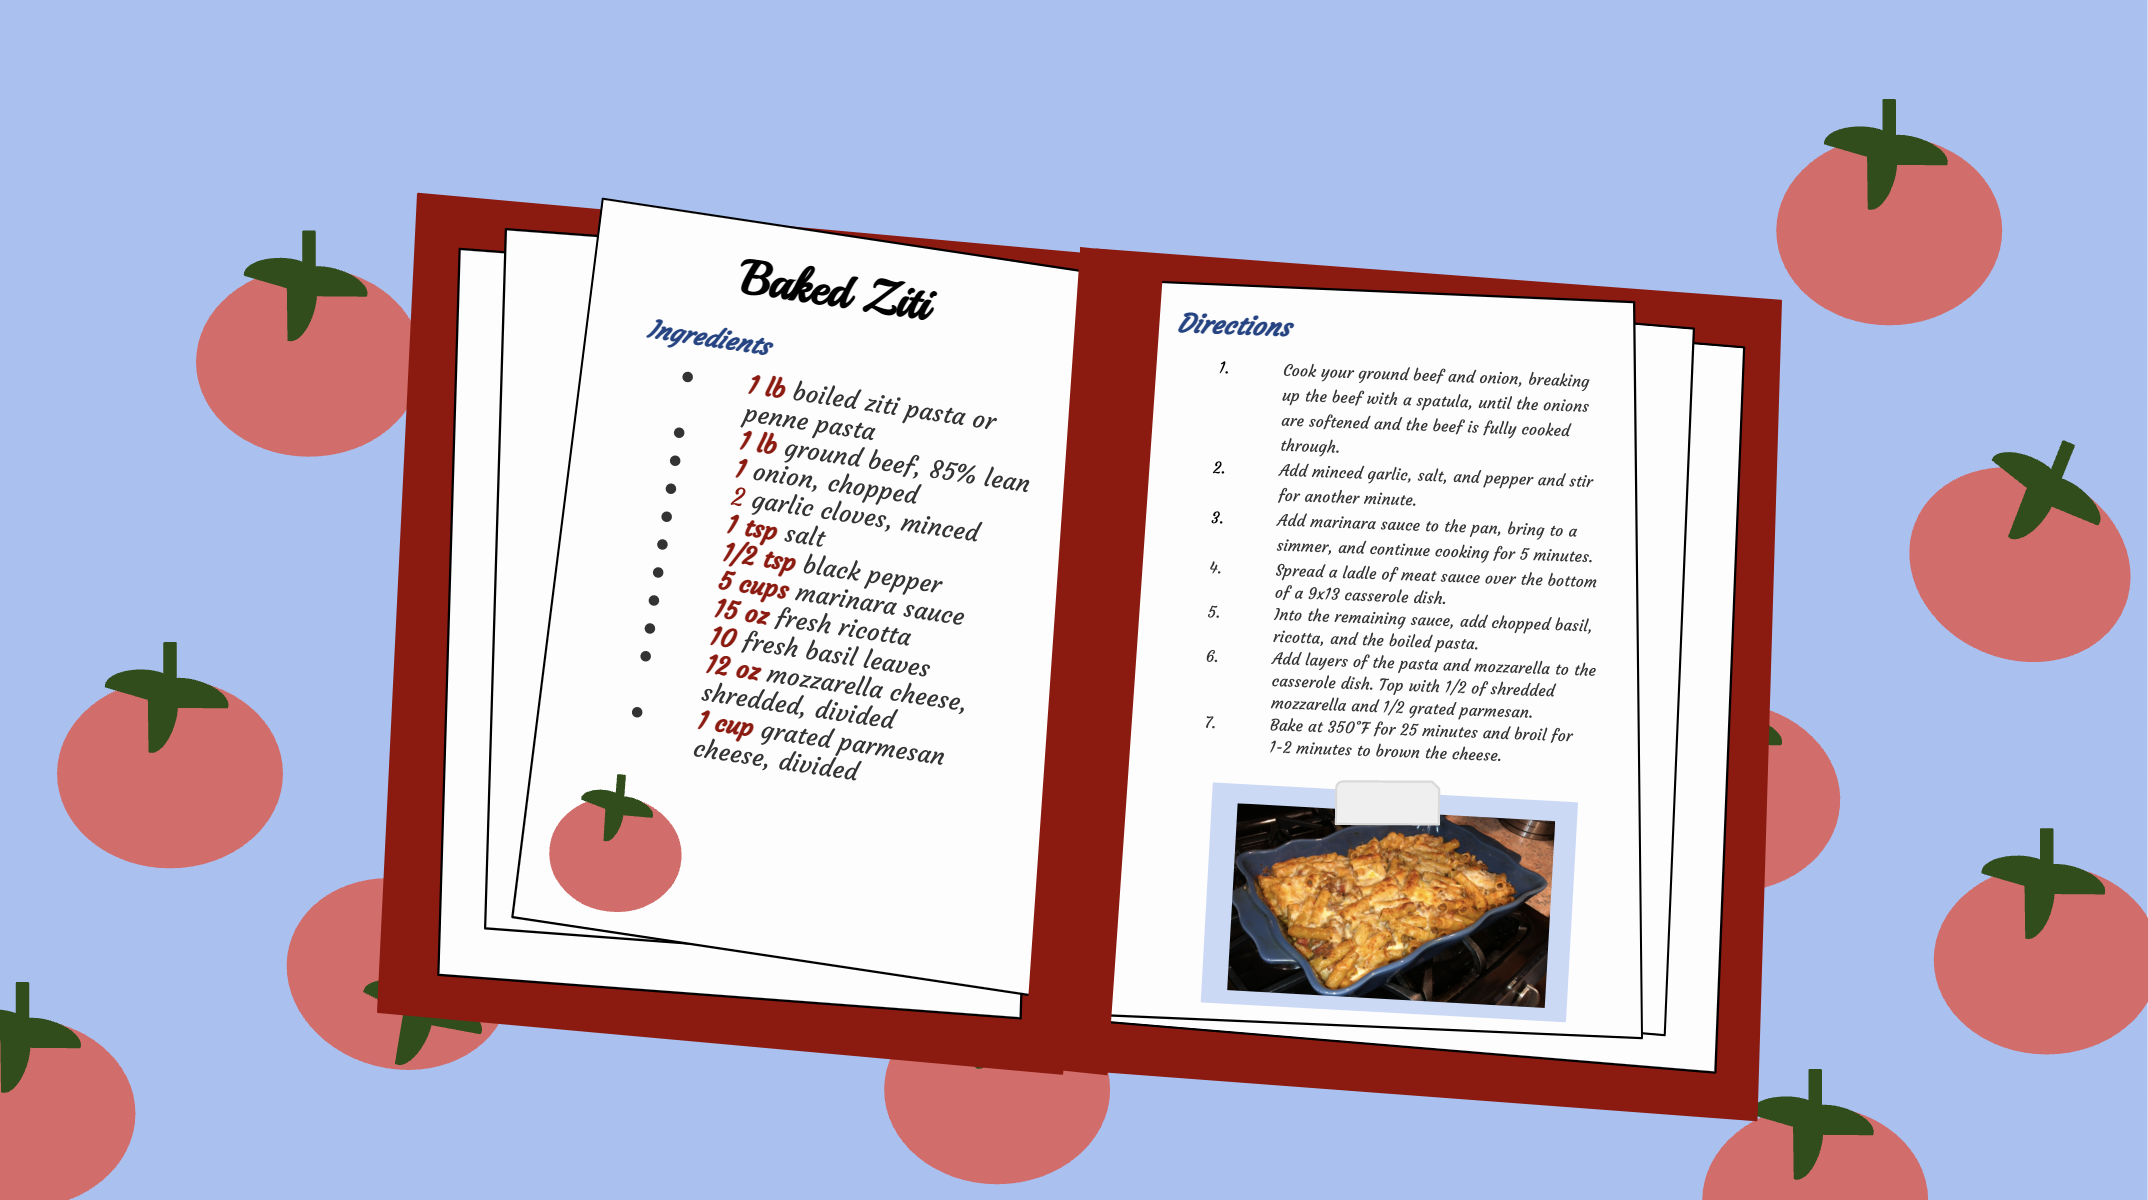 Baked Ziti
Ingredients
1 lb boiled ziti pasta or
penne pasta
1 lb ground beef, 85% lean
1 onion, chopped
2 garlic cloves, minced
1 tsp salt
1/2 tsp black pepper
5 cups marinara sauce
15 oz fresh ricotta
10 fresh basil leaves
12 oz mozzarella cheese,
shredded, divided
1 cup grated parmesan
cheese, divided
Directions
1. Cook your ground beef and onion, breaking
up the beef with a spatula, until the onions
are softened and the beef is fully cooked
through.
2. Add minced garlic, salt, and pepper and stir
for another minute.
3. Add marinara sauce to the pan, bring to a
simmer, and continue cooking for 5 minutes.
4. Spread a ladle of meat sauce over the bottom
of a 9x13 casserole dish.
5. Into the remaining sauce, add chopped basil,
ricotta, and the boiled pasta.
6. Add layers of the pasta and mozzarella to the
casserole dish. Top with 1/2 of shredded
mozzarella and 1/2 grated parmesan.
7. Bake at 350°F for 25 minutes and broil for
1-2 minutes to brown the cheese.